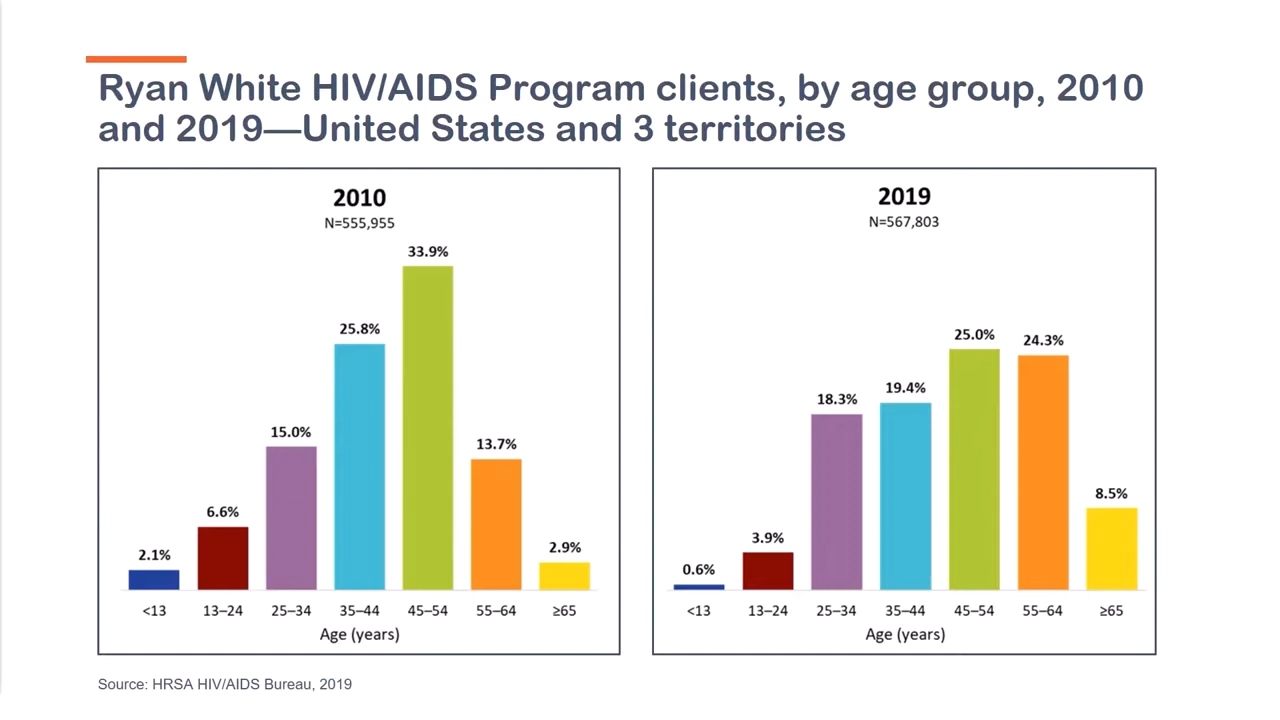 Ryan White HIV/AIDS Program clients, by age group, 2010
and 2019—United States and 3 territories
2010
N=555,955
33.9%
25.8%
15.0%
13.7%
6.6%
2.9%
2.1%
<13 13–24 25–34 35–44 45–54 55–64 ≥65
Age (years)
2019
N=567,803
25.0%
24.3%
19.4%
18.3%
8.5%
3.9%
0.6%
<13 13–24 25–34 35–44 45–54 55–64 ≥65
Age (years)
Source: HRSA HIV/AIDS Bureau, 2019